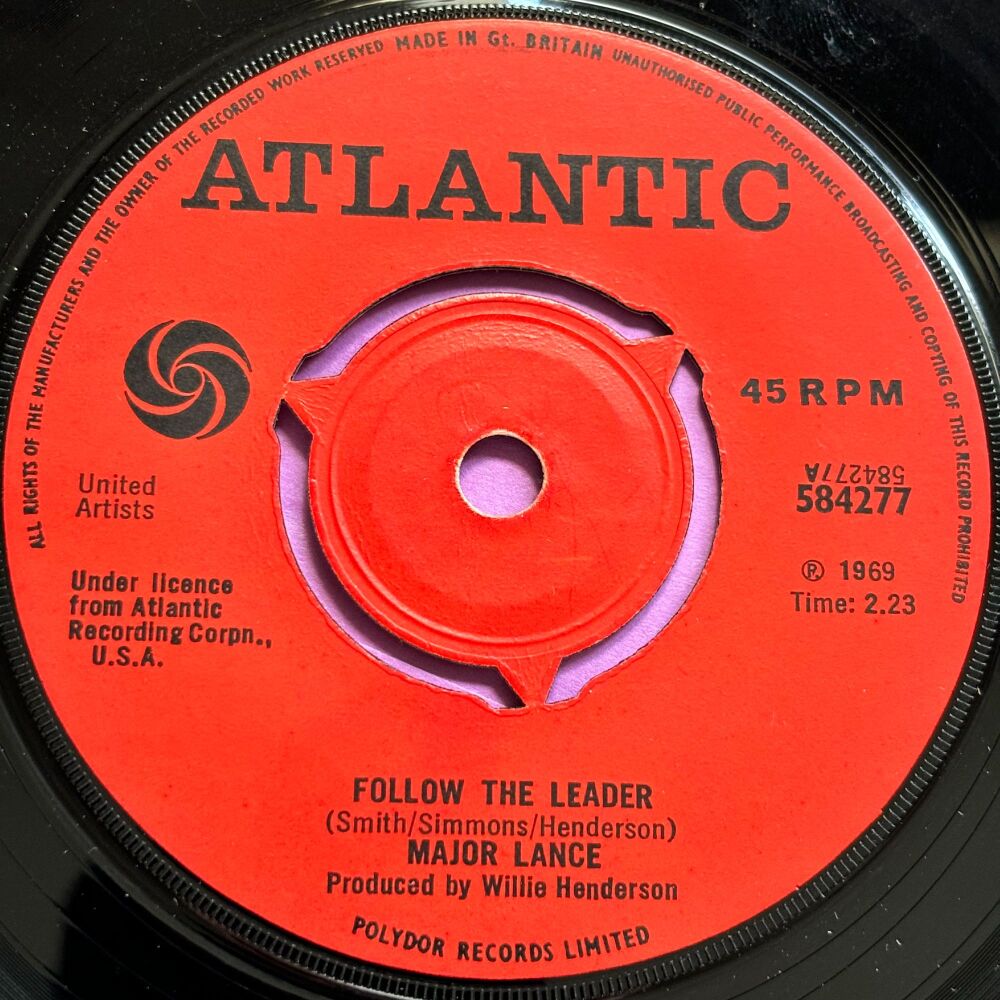 ALL RIGHTS OF THE MANUFACTURERS AND THE OWNER OF THE RECORDED WORK RESERVED MADE IN Gt. BRITAIN UNAUTHORISED PUBLIC PERFORMANCE BROADCASTING AND COPYING OF THIS RECORD PROHIBITED
ATLANTIC
45 RPM
584277A
584277
United
Artists
℗ 1969
Time: 2.23
Under licence
from Atlantic
Recording Corpn.,
U.S.A.
FOLLOW THE LEADER
(Smith/Simmons/Henderson)
MAJOR LANCE
Produced by Willie Henderson
POLYDOR RECORDS LIMITED